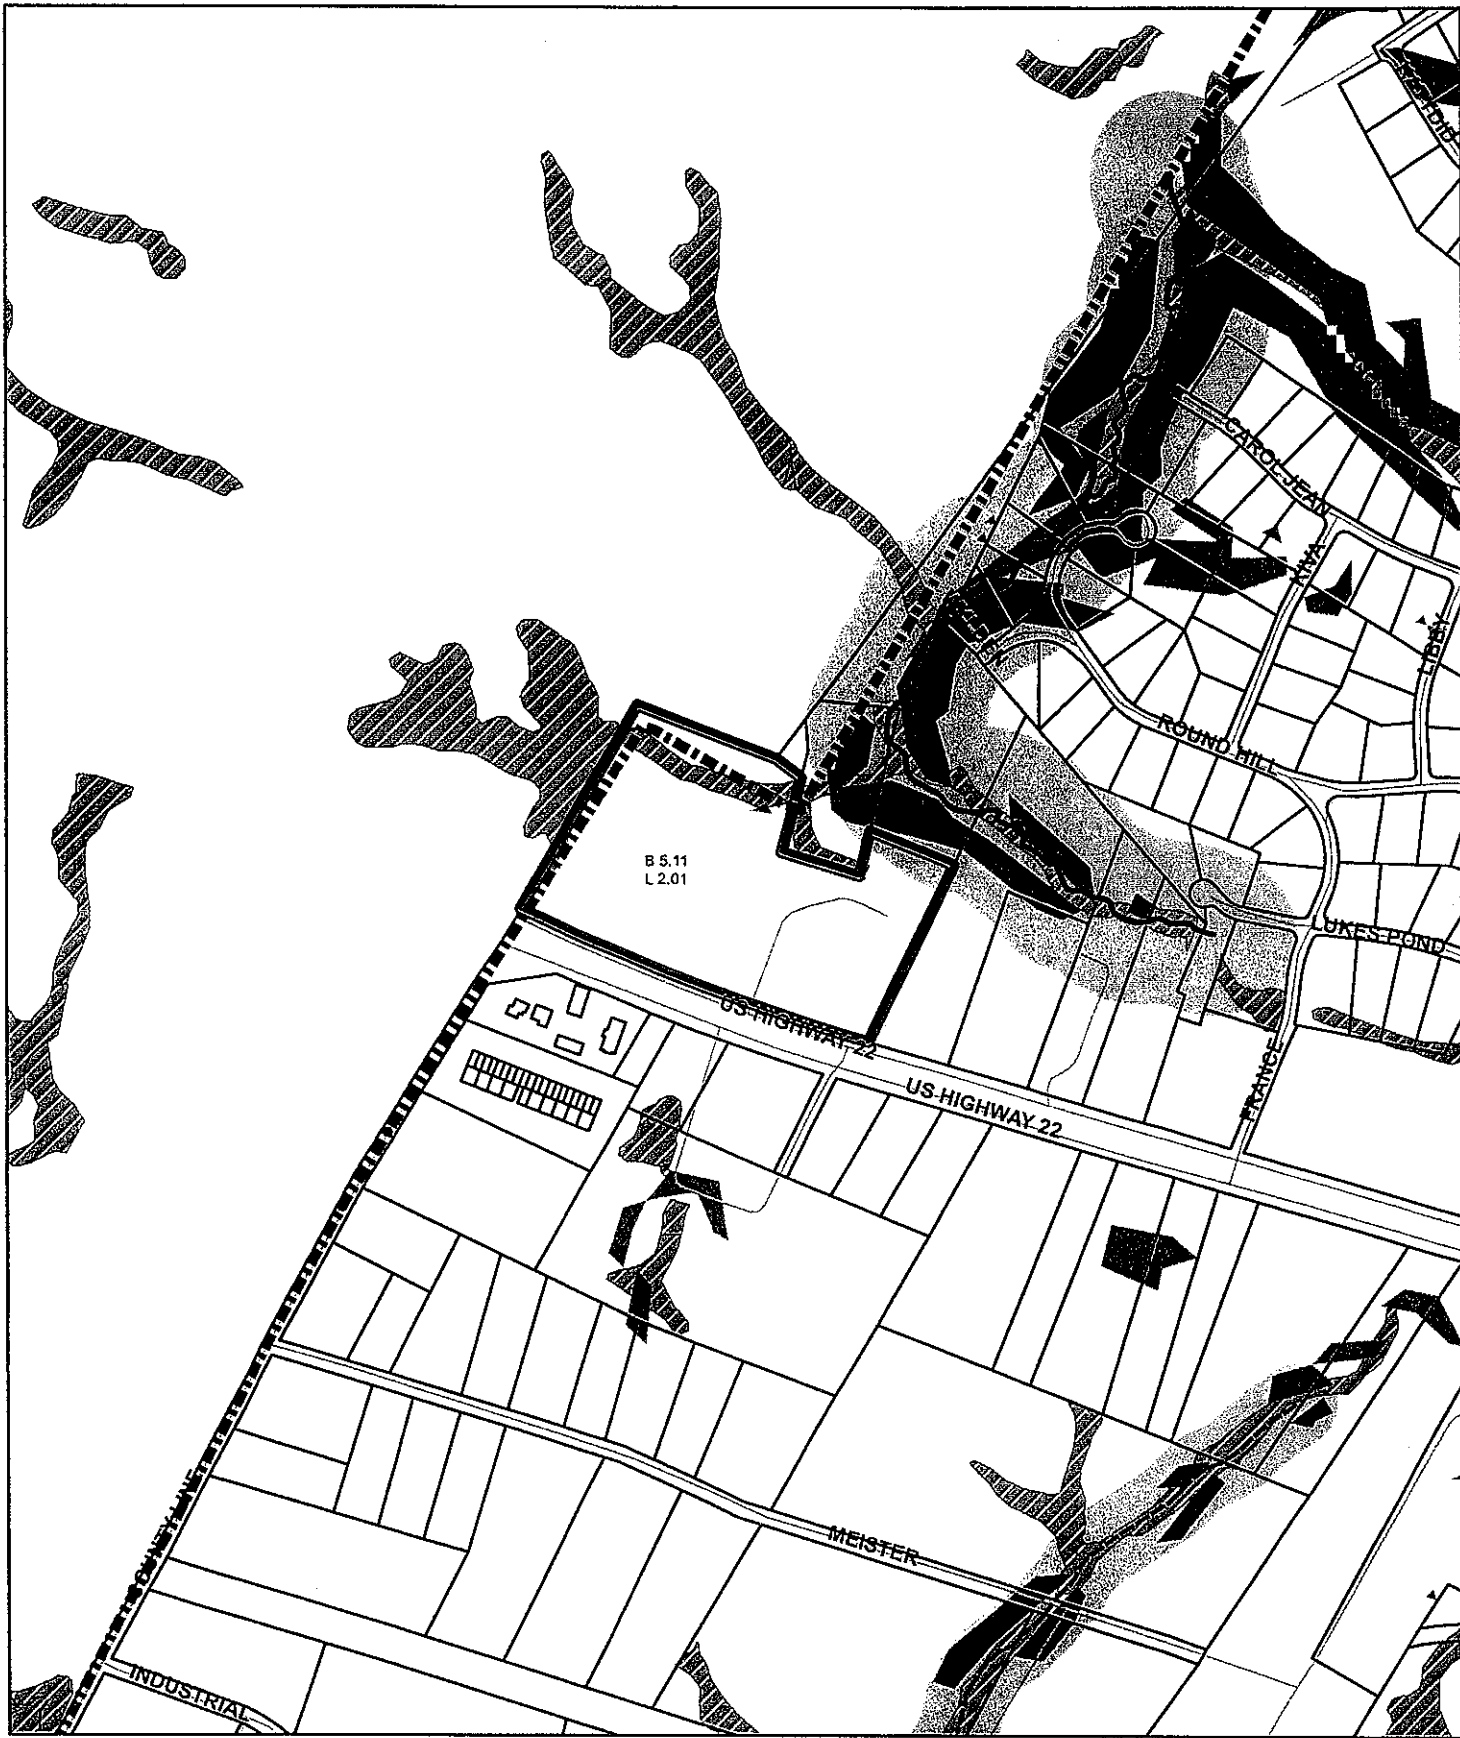 CAROL JEAN
KIVA
LIBBY
ROUND HILL
B 5.11
L 2.01
LUKES POND
US HIGHWAY 22
US HIGHWAY 22
FRANCE
MEISTER
COUNTY LINE
INDUSTRIAL